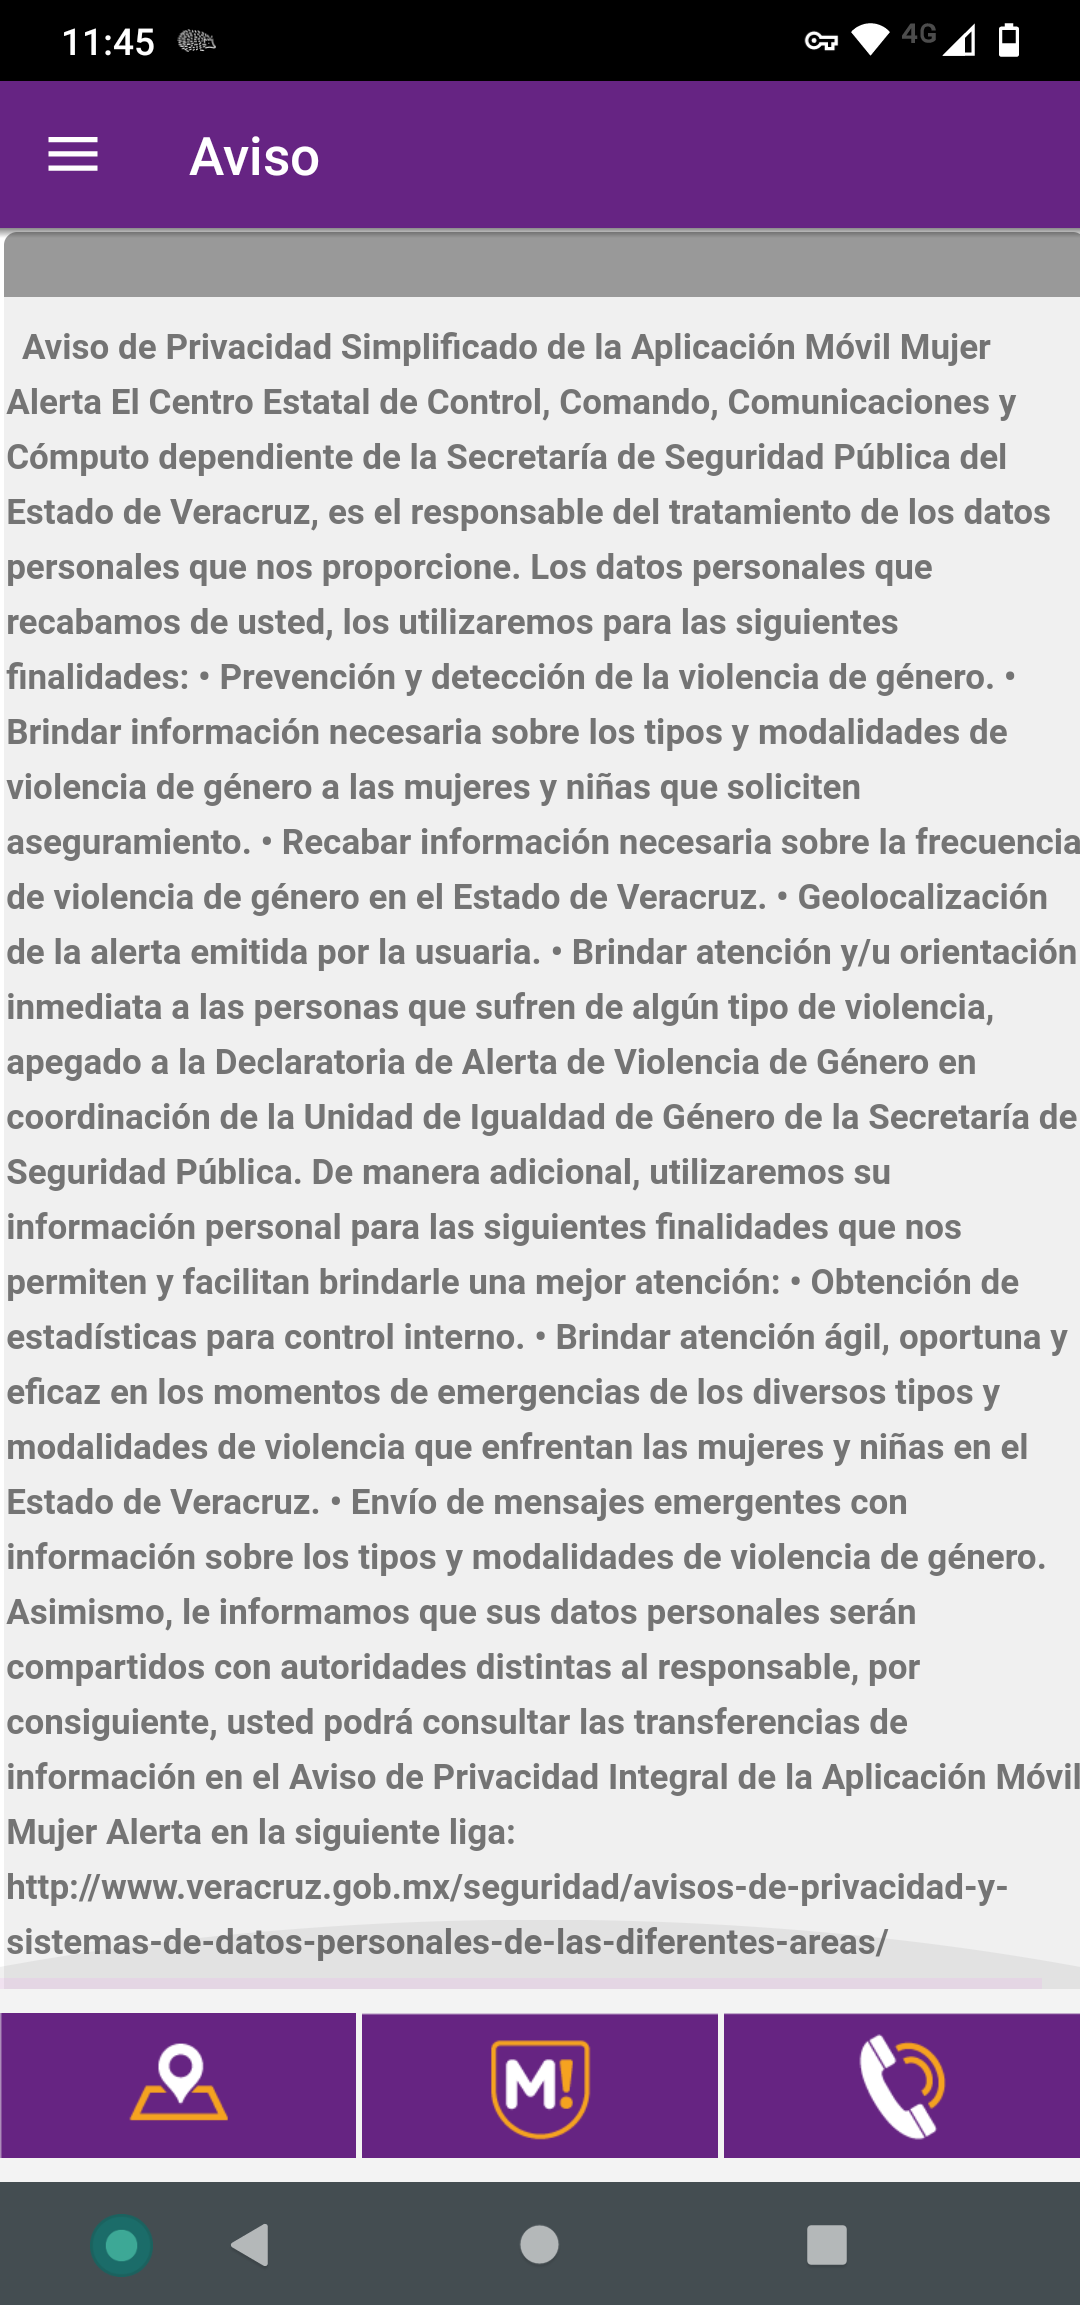 11:45
4G
Aviso
Aviso de Privacidad Simplificado de la Aplicación Móvil Mujer
Alerta El Centro Estatal de Control, Comando, Comunicaciones y
Cómputo dependiente de la Secretaría de Seguridad Pública del
Estado de Veracruz, es el responsable del tratamiento de los datos
personales que nos proporcione. Los datos personales que
recabamos de usted, los utilizaremos para las siguientes
finalidades: • Prevención y detección de la violencia de género. •
Brindar información necesaria sobre los tipos y modalidades de
violencia de género a las mujeres y niñas que soliciten
aseguramiento. • Recabar información necesaria sobre la frecuencia
de violencia de género en el Estado de Veracruz. • Geolocalización
de la alerta emitida por la usuaria. • Brindar atención y/u orientación
inmediata a las personas que sufren de algún tipo de violencia,
apegado a la Declaratoria de Alerta de Violencia de Género en
coordinación de la Unidad de Igualdad de Género de la Secretaría de
Seguridad Pública. De manera adicional, utilizaremos su
información personal para las siguientes finalidades que nos
permiten y facilitan brindarle una mejor atención: • Obtención de
estadísticas para control interno. • Brindar atención ágil, oportuna y
eficaz en los momentos de emergencias de los diversos tipos y
modalidades de violencia que enfrentan las mujeres y niñas en el
Estado de Veracruz. • Envío de mensajes emergentes con
información sobre los tipos y modalidades de violencia de género.
Asimismo, le informamos que sus datos personales serán
compartidos con autoridades distintas al responsable, por
consiguiente, usted podrá consultar las transferencias de
información en el Aviso de Privacidad Integral de la Aplicación Móvil
Mujer Alerta en la siguiente liga:
http://www.veracruz.gob.mx/seguridad/avisos-de-privacidad-y-
sistemas-de-datos-personales-de-las-diferentes-areas/
M!